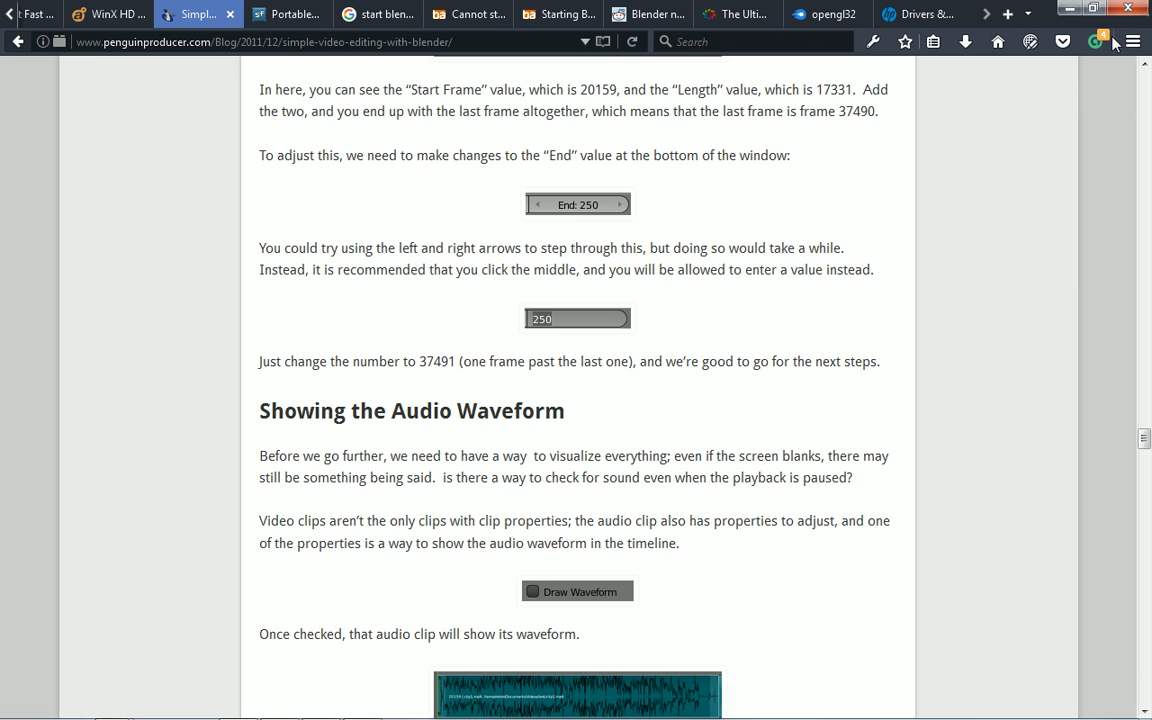 t Fast ...
WinX HD ...
Simpl...
Portable...
start blen...
Cannot st...
Starting B...
Blender n...
The Ulti...
opengl32
Drivers &...
www.penguinproducer.com/Blog/2011/12/simple-video-editing-with-blender/
Search
4
In here, you can see the “Start Frame” value, which is 20159, and the “Length” value, which is 17331.  Add
the two, and you end up with the last frame altogether, which means that the last frame is frame 37490.
To adjust this, we need to make changes to the “End” value at the bottom of the window:
End: 250
You could try using the left and right arrows to step through this, but doing so would take a while.
Instead, it is recommended that you click the middle, and you will be allowed to enter a value instead.
250
Just change the number to 37491 (one frame past the last one), and we’re good to go for the next steps.
Showing the Audio Waveform
Before we go further, we need to have a way  to visualize everything; even if the screen blanks, there may
still be something being said.  is there a way to check for sound even when the playback is paused?
Video clips aren’t the only clips with clip properties; the audio clip also has properties to adjust, and one
of the properties is a way to show the audio waveform in the timeline.
Draw Waveform
Once checked, that audio clip will show its waveform.